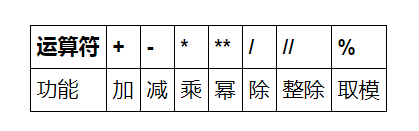 运算符 + - * ** / // %
功能 加 减 乘 幂 除 整除 取模